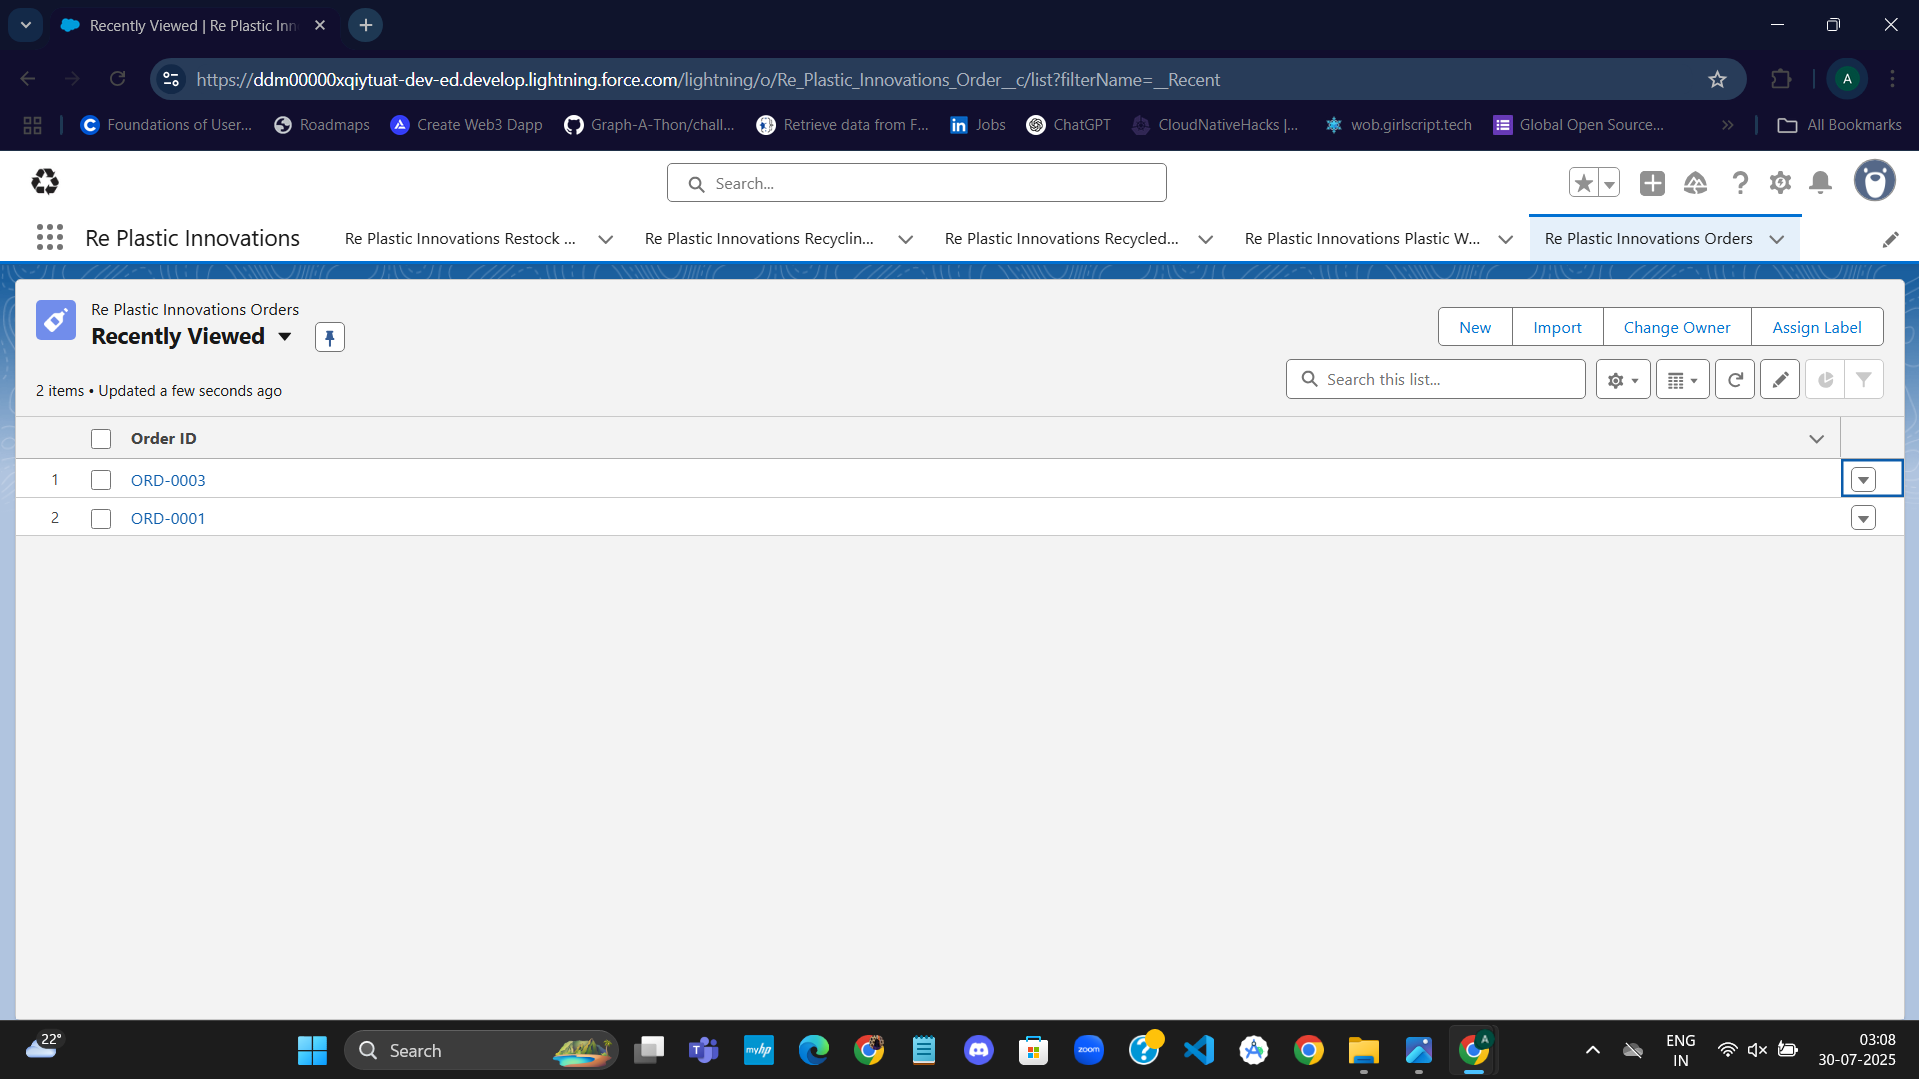 Recently Viewed | Re Plastic Inn
https://ddm00000xqiytuat-dev-ed.develop.lightning.force.com/lightning/o/Re_Plastic_Innovations_Order__c/list?filterName=__Recent
A
Foundations of User...
Roadmaps
Create Web3 Dapp
Graph-A-Thon/chall...
Retrieve data from F...
Jobs
ChatGPT
CloudNativeHacks |...
wob.girlscript.tech
Global Open Source...
All Bookmarks
Search...
Re Plastic Innovations
Re Plastic Innovations Restock ...
Re Plastic Innovations Recyclin...
Re Plastic Innovations Recycled...
Re Plastic Innovations Plastic W...
Re Plastic Innovations Orders
Re Plastic Innovations Orders
Recently Viewed
New
Import
Change Owner
Assign Label
2 items • Updated a few seconds ago
Search this list...
Order ID
1 ORD-0003
2 ORD-0001
22°
Search
myhp
zoom
A
ENG
IN
03:08
30-07-2025